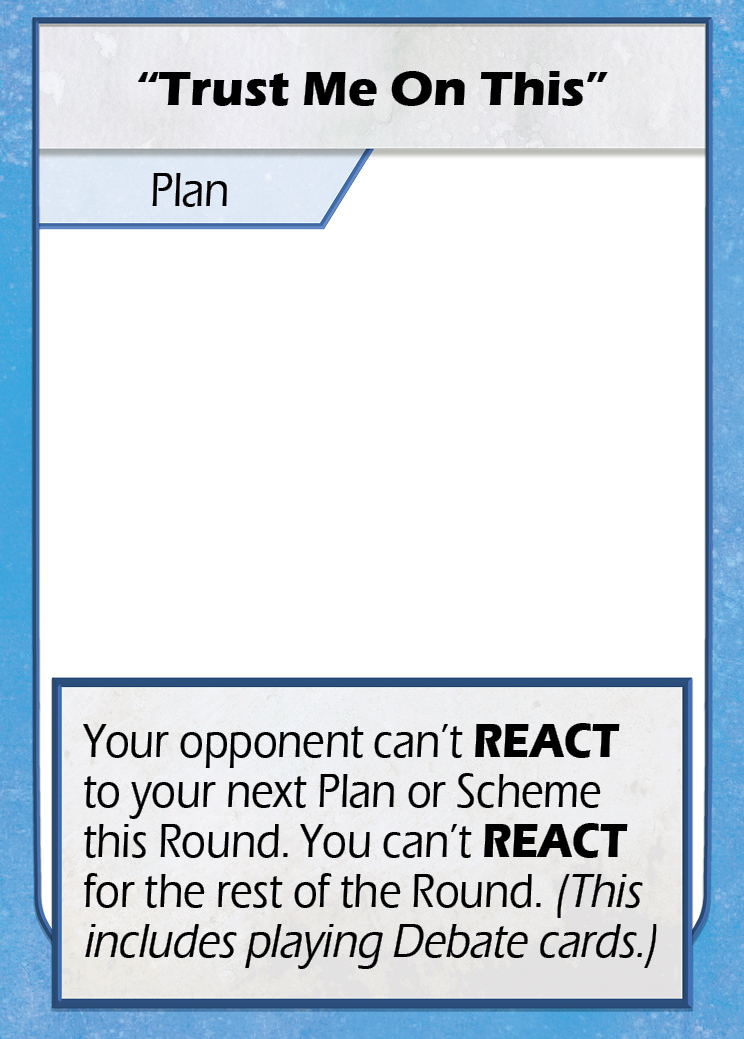 “Trust Me On This”
Plan
Your opponent can’t REACT
to your next Plan or Scheme
this Round. You can’t REACT
for the rest of the Round. (This
includes playing Debate cards.)